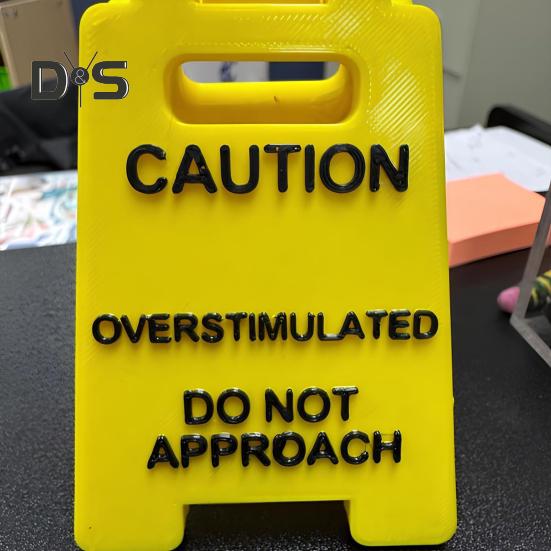 D&S
CAUTION
OVERSTIMULATED
DO NOT
APPROACH